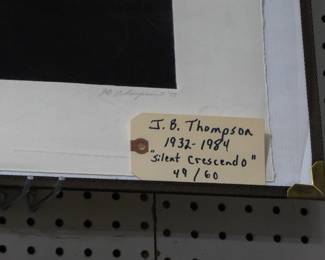 J.B. Thompson
1932-1984
"Silent Crescendo"
49/60